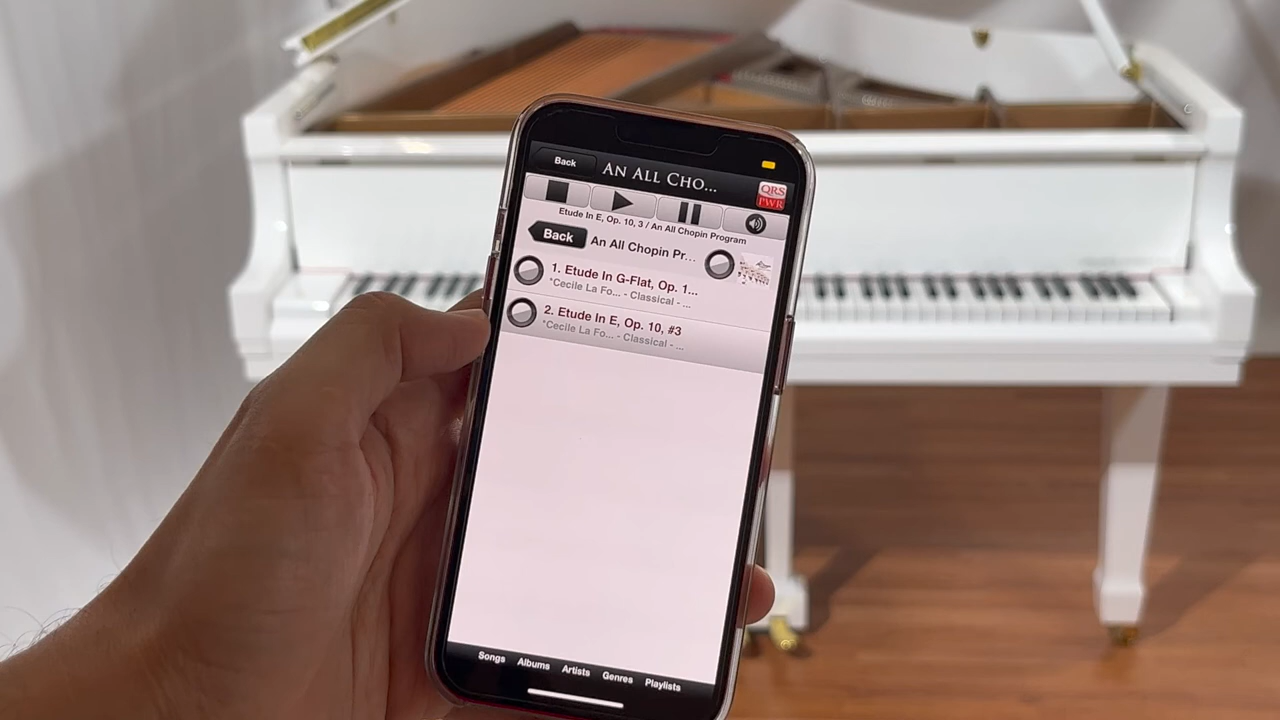 Back
AN ALL CHO...
QRS
PWR
Etude In E, Op. 10, 3 / An All Chopin Program
Back
An All Chopin Pr...
1. Etude In G-Flat, Op. 1...
*Cecile La Fo... - Classical - ...
2. Etude In E, Op. 10, #3
*Cecile La Fo... - Classical - ...
Songs Albums Artists Genres Playlists